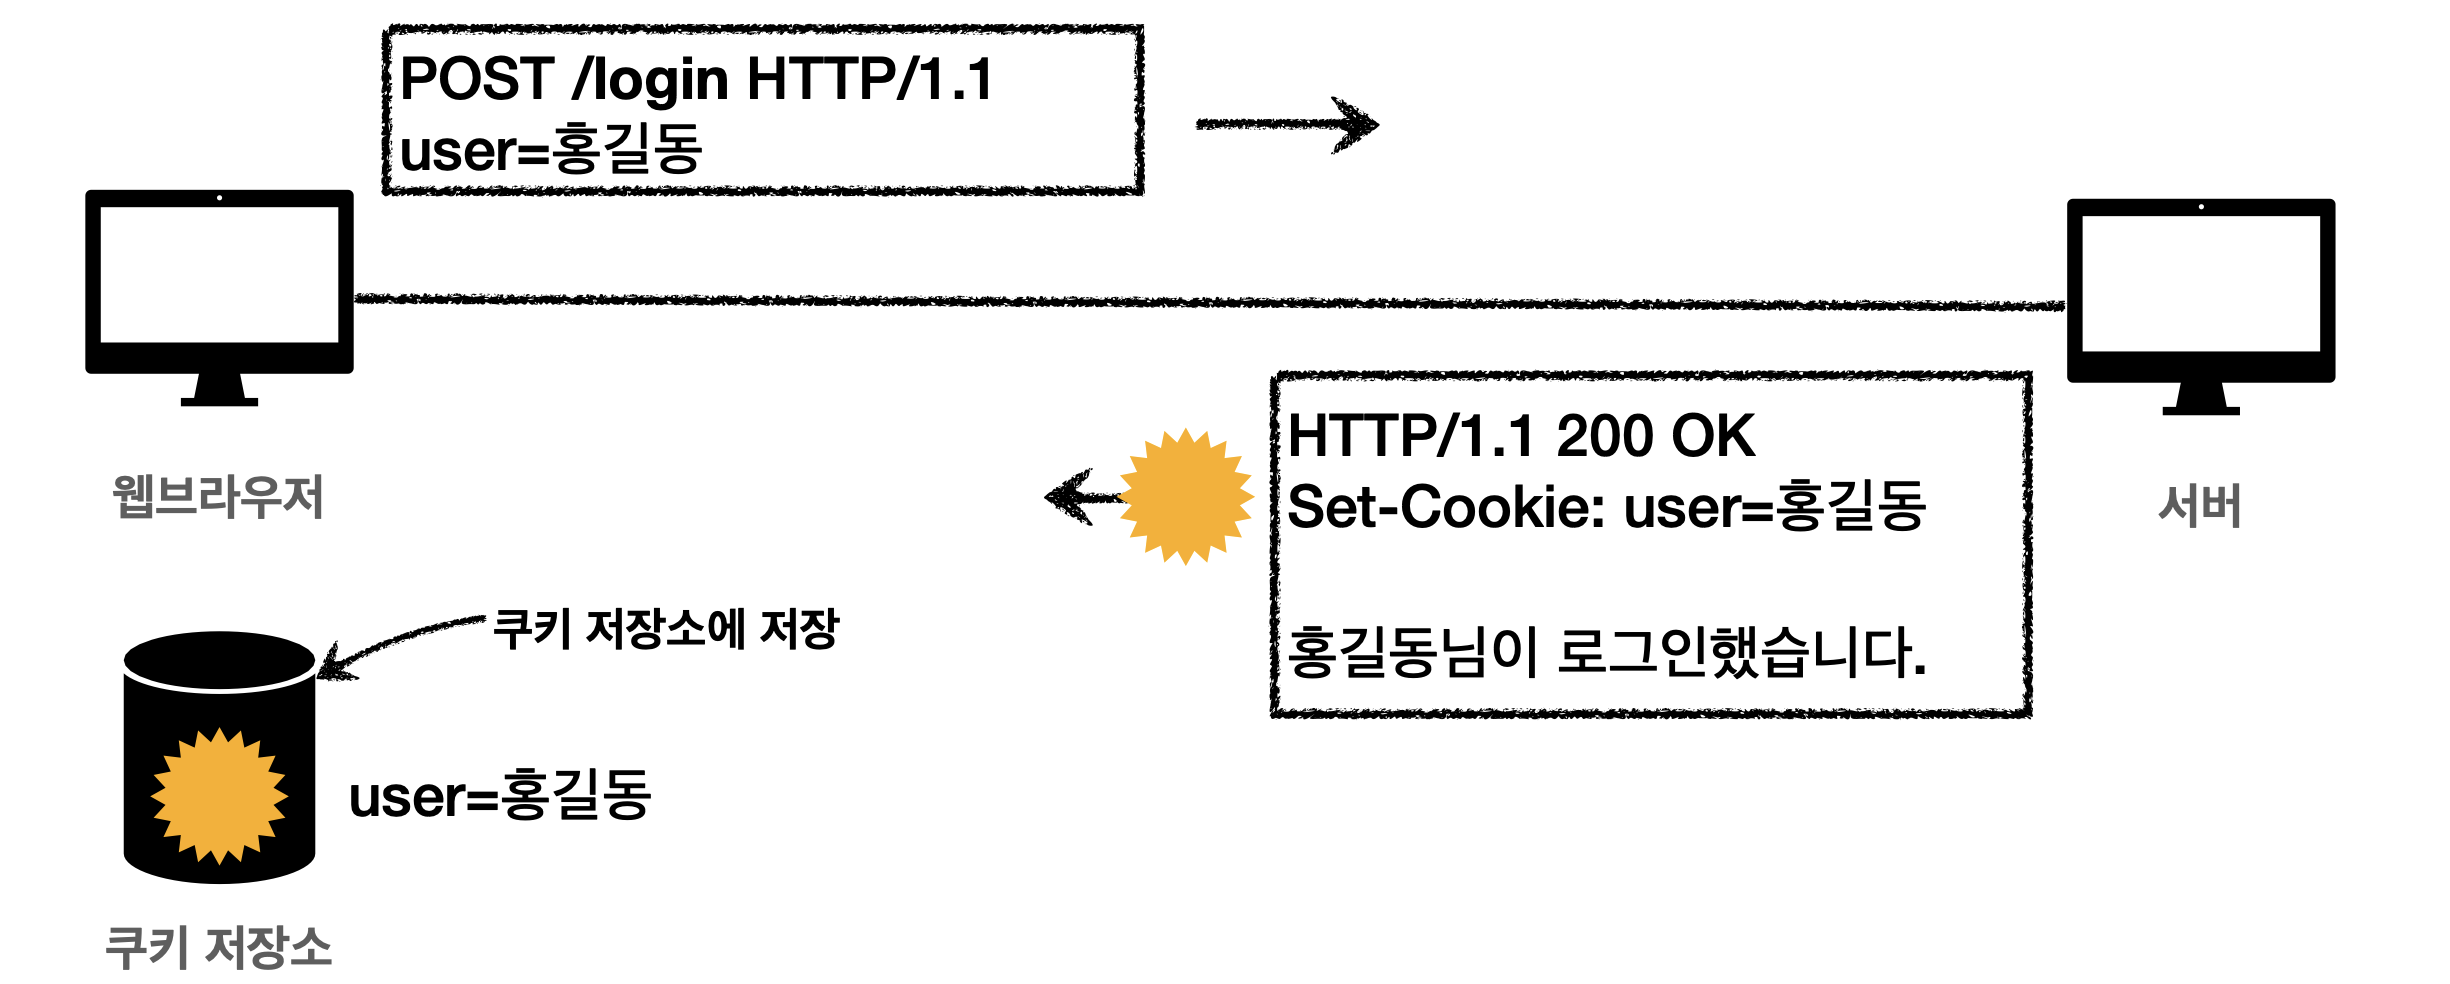 POST /login HTTP/1.1
user=홍길동
웹브라우저
서버
HTTP/1.1 200 OK
Set-Cookie: user=홍길동
홍길동님이 로그인했습니다.
쿠키 저장소에 저장
user=홍길동
쿠키 저장소